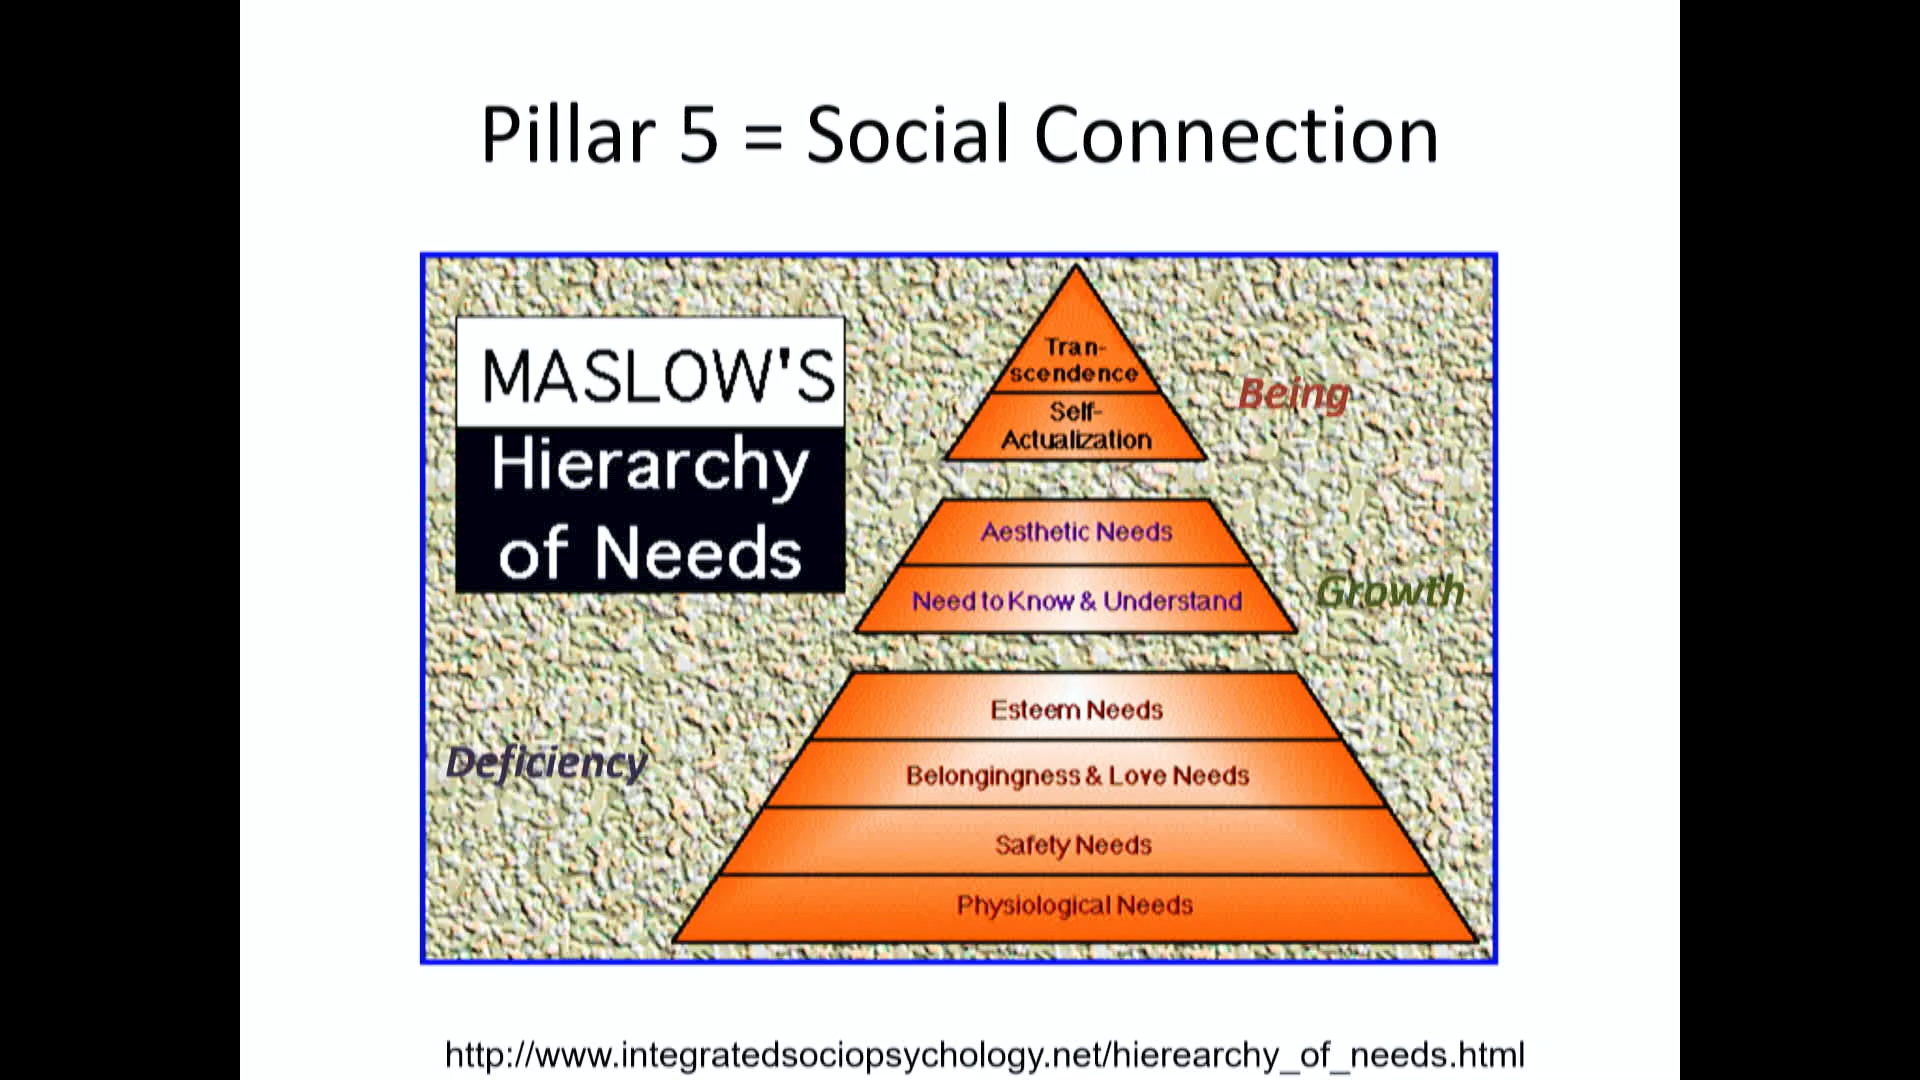 Pillar 5 = Social Connection
MASLOW'S
Hierarchy
of Needs
Tran-
scendence
Self-
Actualization
Being
Aesthetic Needs
Need to Know & Understand
Growth
Esteem Needs
Belongingness & Love Needs
Deficiency
Safety Needs
Physiological Needs
http://www.integratedsociopsychology.net/hierearchy_of_needs.html